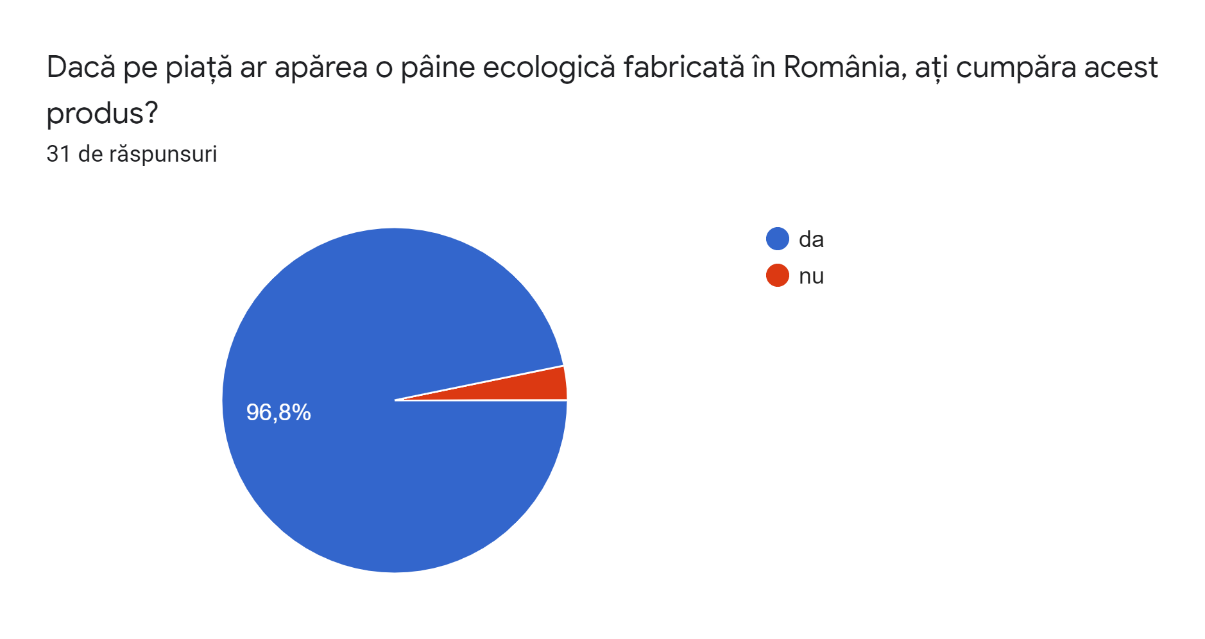 Dacă pe piață ar apărea o pâine ecologică fabricată în România, ați cumpăra acest
produs?
31 de răspunsuri
da
nu
96,8%